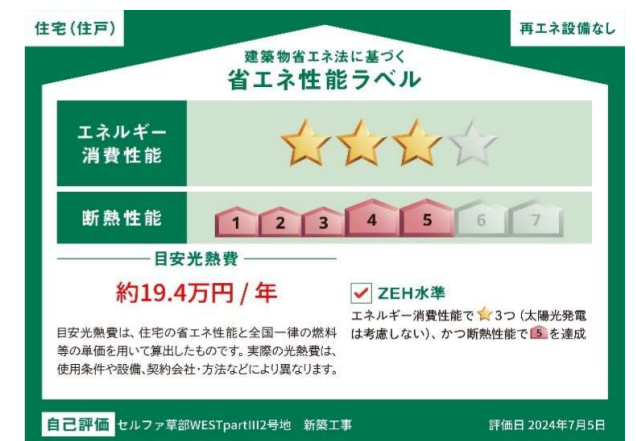 住宅(住戸)
再エネ設備なし
建築物省エネ法に基づく
省エネ性能ラベル
エネルギー
消費性能
断熱性能
1 2 3 4 5 6 7
目安光熱費
約19.4万円 / 年
目安光熱費は、住宅の省エネ性能と全国一律の燃料
等の単価を用いて算出したものです。実際の光熱費は、
使用条件や設備、契約会社・方法などにより異なります。
ZEH水準
エネルギー消費性能で★3つ(太陽光発電
は考慮しない)、かつ断熱性能で5を達成
自己評価 セルファ草部WESTpartIII2号地 新築工事
評価日 2024年7月5日